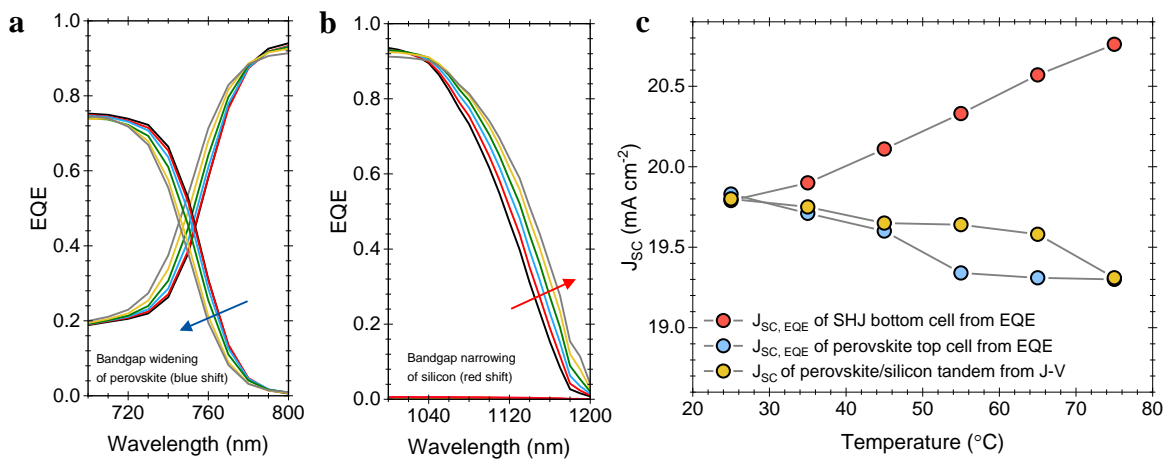 a
1.0
0.8
0.6
0.4
0.2
0.0
EQE
Bandgap widening
of perovskite (blue shift)
720
760
800
Wavelength (nm)
b
1.0
0.8
0.6
0.4
0.2
0.0
EQE
Bandgap narrowing
of silicon (red shift)
1040
1120
1200
Wavelength (nm)
c
20.5
20.0
19.5
19.0
J_SC (mA cm⁻²)
J_SC, EQE of SHJ bottom cell from EQE
J_SC, EQE of perovskite top cell from EQE
J_SC of perovskite/silicon tandem from J-V
20
30
40
50
60
70
80
Temperature (°C)